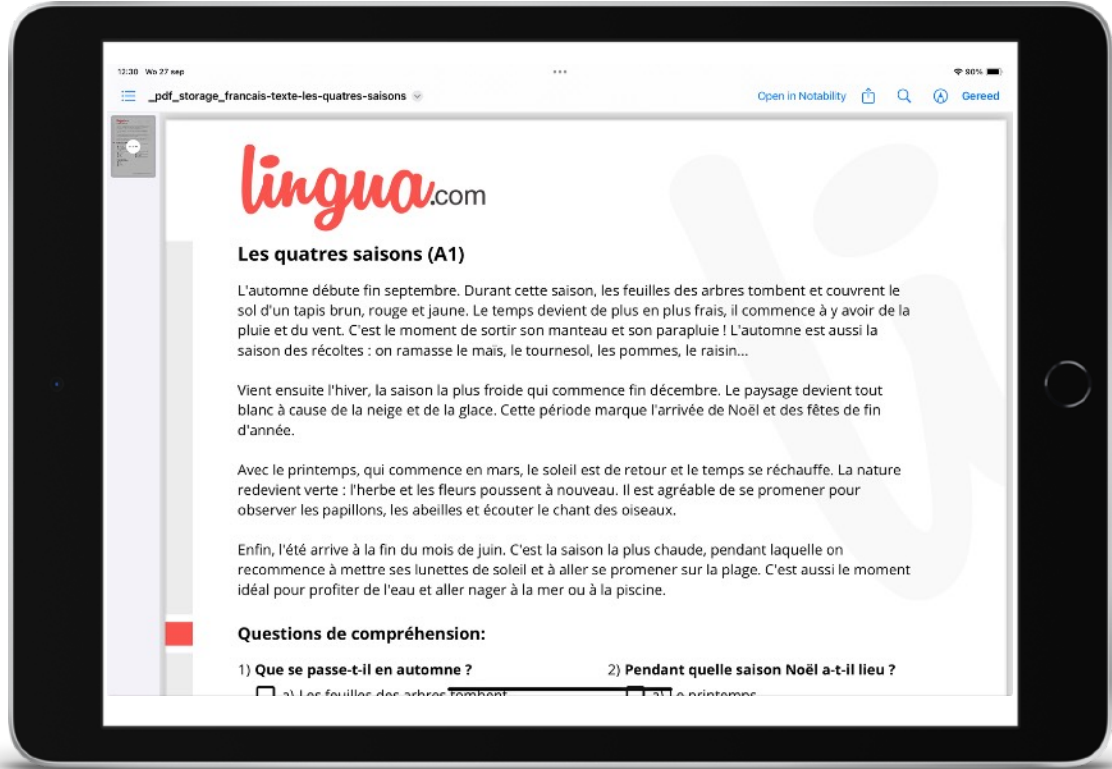 12:30 Wo 27 sep
80%
_pdf_storage_francais-texte-les-quatres-saisons
Open in Notability
Gereed
lingua.com
Les quatres saisons (A1)
L'automne débute fin septembre. Durant cette saison, les feuilles des arbres tombent et couvrent le
sol d'un tapis brun, rouge et jaune. Le temps devient de plus en plus frais, il commence à y avoir de la
pluie et du vent. C'est le moment de sortir son manteau et son parapluie ! L'automne est aussi la
saison des récoltes : on ramasse le maïs, le tournesol, les pommes, le raisin...
Vient ensuite l'hiver, la saison la plus froide qui commence fin décembre. Le paysage devient tout
blanc à cause de la neige et de la glace. Cette période marque l'arrivée de Noël et des fêtes de fin
d'année.
Avec le printemps, qui commence en mars, le soleil est de retour et le temps se réchauffe. La nature
redevient verte : l'herbe et les fleurs poussent à nouveau. Il est agréable de se promener pour
observer les papillons, les abeilles et écouter le chant des oiseaux.
Enfin, l'été arrive à la fin du mois de juin. C'est la saison la plus chaude, pendant laquelle on
recommence à mettre ses lunettes de soleil et à aller se promener sur la plage. C'est aussi le moment
idéal pour profiter de l'eau et aller nager à la mer ou à la piscine.
Questions de compréhension:
1) Que se passe-t-il en automne ?
2) Pendant quelle saison Noël a-t-il lieu ?
a) Les feuilles des arbres tombent
a) Le printemps